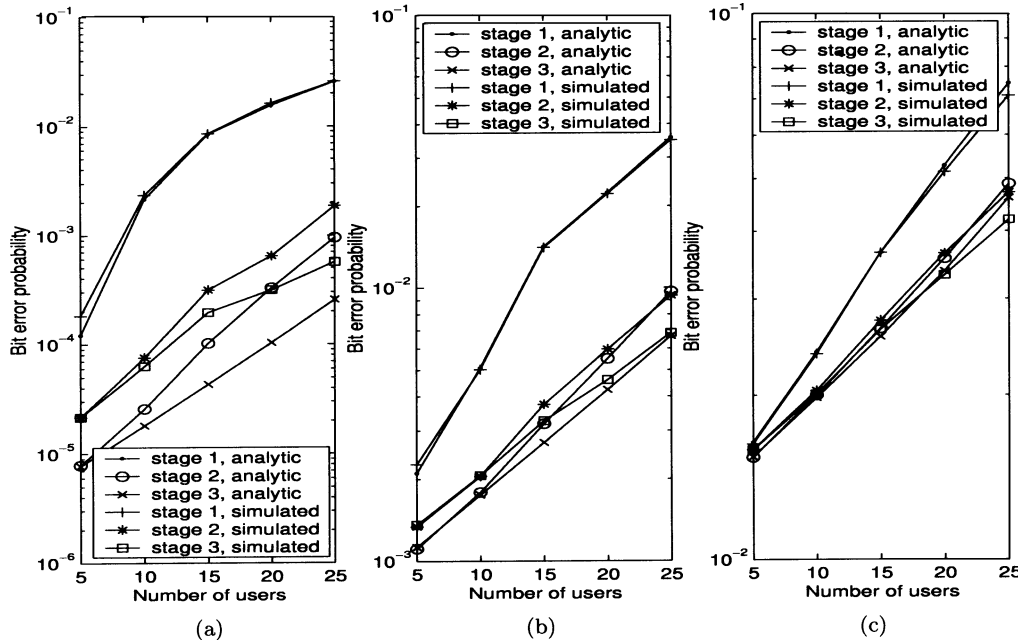 10^-1
10^-2
10^-3
10^-4
10^-5
10^-6
Bit error probability
stage 1, analytic
stage 2, analytic
stage 3, analytic
stage 1, simulated
stage 2, simulated
stage 3, simulated
5 10 15 20 25
Number of users
(a)
10^-1
10^-2
10^-3
Bit error probability
stage 1, analytic
stage 2, analytic
stage 3, analytic
stage 1, simulated
stage 2, simulated
stage 3, simulated
5 10 15 20 25
Number of users
(b)
10^-1
10^-2
Bit error probability
stage 1, analytic
stage 2, analytic
stage 3, analytic
stage 1, simulated
stage 2, simulated
stage 3, simulated
5 10 15 20 25
Number of users
(c)